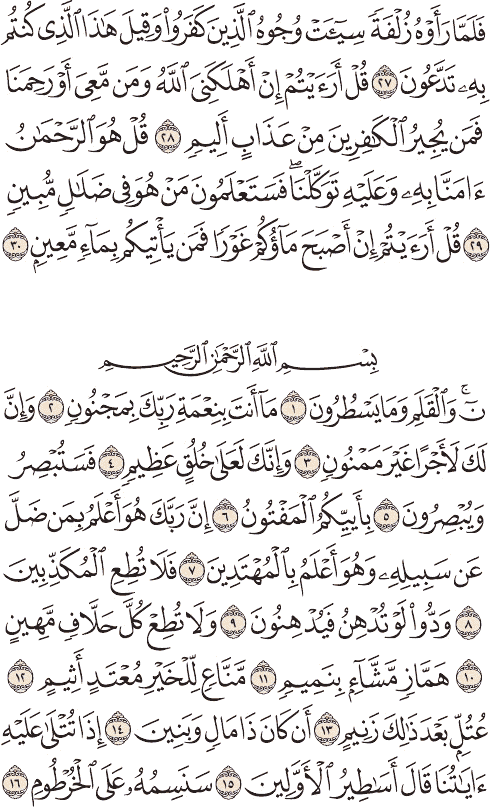 فَلَمَّا رَأَوْهُ زُلْفَةً سِيٓـَٔتْ وُجُوهُ ٱلَّذِينَ كَفَرُوا۟ وَقِيلَ هَٰذَا ٱلَّذِى كُنتُم
بِهِۦ تَدَّعُونَ ٢٧ قُلْ أَرَءَيْتُمْ إِنْ أَهْلَكَنِىَ ٱللَّهُ وَمَن مَّعِىَ أَوْ رَحِمَنَا
فَمَن يُجِيرُ ٱلْكَٰفِرِينَ مِنْ عَذَابٍ أَلِيمٍ ٢٨ قُلْ هُوَ ٱلرَّحْمَٰنُ
ءَامَنَّا بِهِۦ وَعَلَيْهِ تَوَكَّلْنَا ۖ فَسَتَعْلَمُونَ مَنْ هُوَ فِى ضَلَٰلٍ مُّبِينٍ
٢٩ قُلْ أَرَءَيْتُمْ إِنْ أَصْبَحَ مَآؤُكُمْ غَوْرًا فَمَن يَأْتِيكُم بِمَآءٍ مَّعِينٍۭ ٣٠
بِسْمِ ٱللَّهِ ٱلرَّحْمَٰنِ ٱلرَّحِيمِ
نٓ ۚ وَٱلْقَلَمِ وَمَا يَسْطُرُونَ ١ مَآ أَنتَ بِنِعْمَةِ رَبِّكَ بِمَجْنُونٍ ٢ وَإِنَّ
لَكَ لَأَجْرًا غَيْرَ مَمْنُونٍ ٣ وَإِنَّكَ لَعَلَىٰ خُلُقٍ عَظِيمٍ ٤ فَسَتُبْصِرُ
وَيُبْصِرُونَ ٥ بِأَييِّكُمُ ٱلْمَفْتُونُ ٦ إِنَّ رَبَّكَ هُوَ أَعْلَمُ بِمَن ضَلَّ
عَن سَبِيلِهِۦ وَهُوَ أَعْلَمُ بِٱلْمُهْتَدِينَ ٧ فَلَا تُطِعِ ٱلْمُكَذِّبِينَ
٨ وَدُّوا۟ لَوْ تُدْهِنُ فَيُدْهِنُونَ ٩ وَلَا تُطِعْ كُلَّ حَلَّافٍ مَّهِينٍ
١٠ هَمَّازٍ مَّشَّآءٍۭ بِنَمِيمٍ ١١ مَّنَّاعٍ لِّلْخَيْرِ مُعْتَدٍ أَثِيمٍ ١٢
عُتُلٍّۭ بَعْدَ ذَٰلِكَ زَنِيمٍ ١٣ أَن كَانَ ذَا مَالٍ وَبَنِينَ ١٤ إِذَا تُتْلَىٰ عَلَيْهِ
ءَايَٰتُنَا قَالَ أَسَٰطِيرُ ٱلْأَوَّلِينَ ١٥ سَنَسِمُهُۥ عَلَى ٱلْخُرْطُومِ ١٦